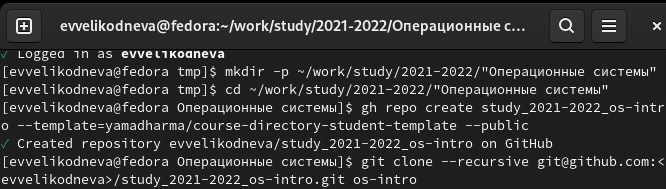 evvelikodneva@fedora:~/work/study/2021-2022/Операционные с…
✓ Logged in as evvelikodneva
[evvelikodneva@fedora tmp]$ mkdir -p ~/work/study/2021-2022/"Операционные системы"
[evvelikodneva@fedora tmp]$ cd ~/work/study/2021-2022/"Операционные системы"
[evvelikodneva@fedora Операционные системы]$ gh repo create study_2021-2022_os-intr
o --template=yamadharma/course-directory-student-template --public
✓ Created repository evvelikodneva/study_2021-2022_os-intro on GitHub
[evvelikodneva@fedora Операционные системы]$ git clone --recursive git@github.com:<
evvelikodneva>/study_2021-2022_os-intro.git os-intro